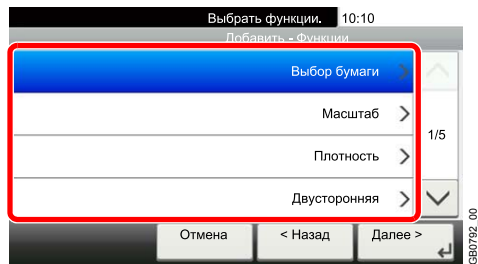 Выбрать функции. 10:10
Добавить - Функции
Выбор бумаги
Масштаб
1/5
Плотность
Двусторонняя
Отмена
< Назад
Далее >
GB0792_00